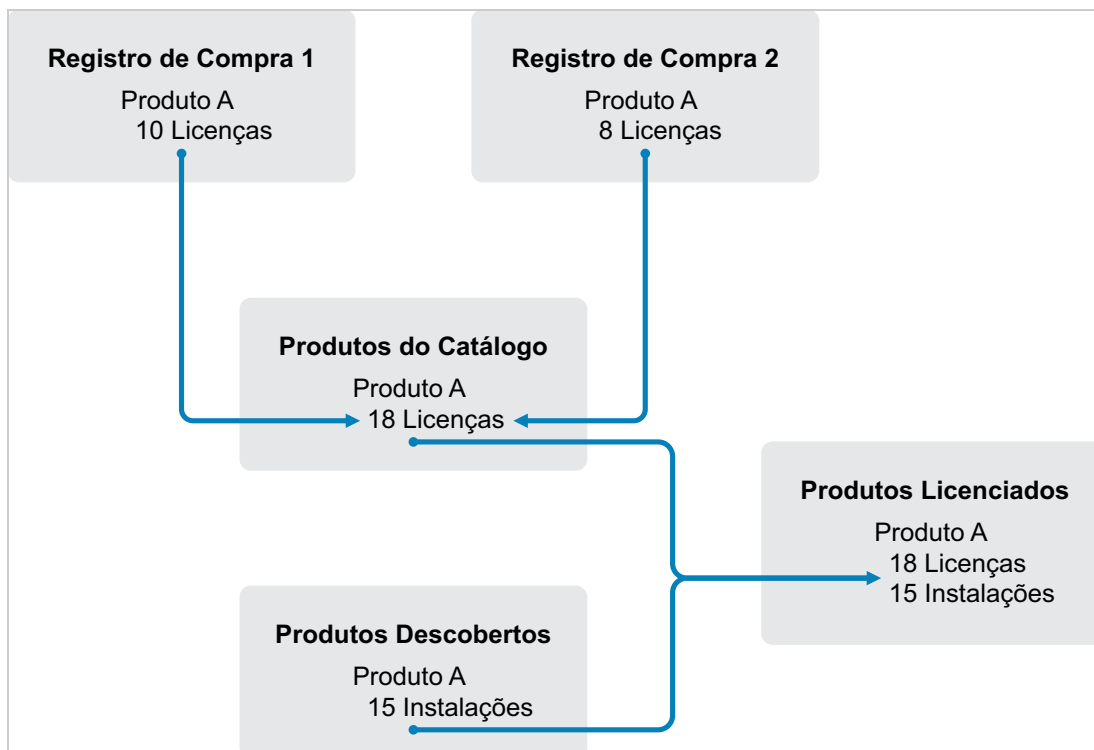 Registro de Compra 1
Produto A
10 Licenças
Registro de Compra 2
Produto A
8 Licenças
Produtos do Catálogo
Produto A
18 Licenças
Produtos Licenciados
Produto A
18 Licenças
15 Instalações
Produtos Descobertos
Produto A
15 Instalações